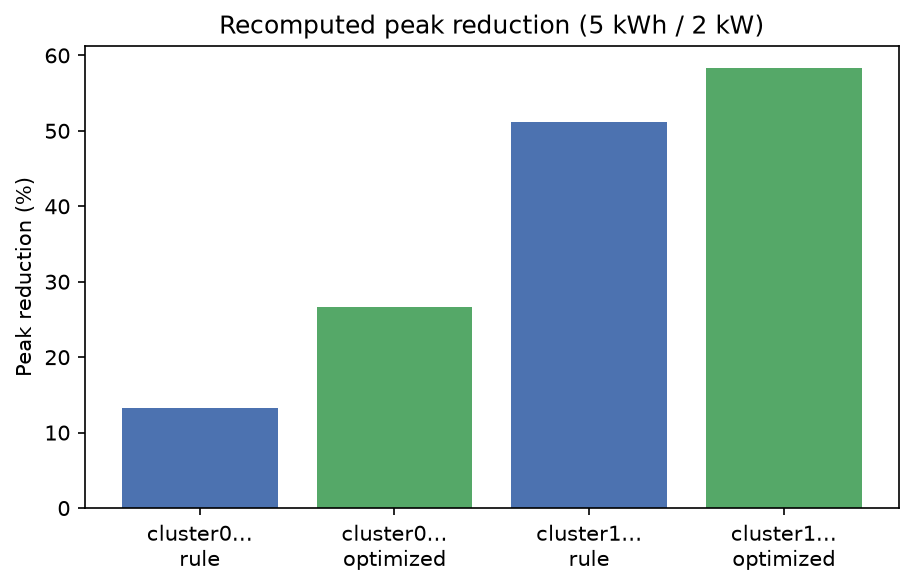 Recomputed peak reduction (5 kWh / 2 kW)
Peak reduction (%)
60
50
40
30
20
10
0
cluster0...
rule
cluster0...
optimized
cluster1...
rule
cluster1...
optimized